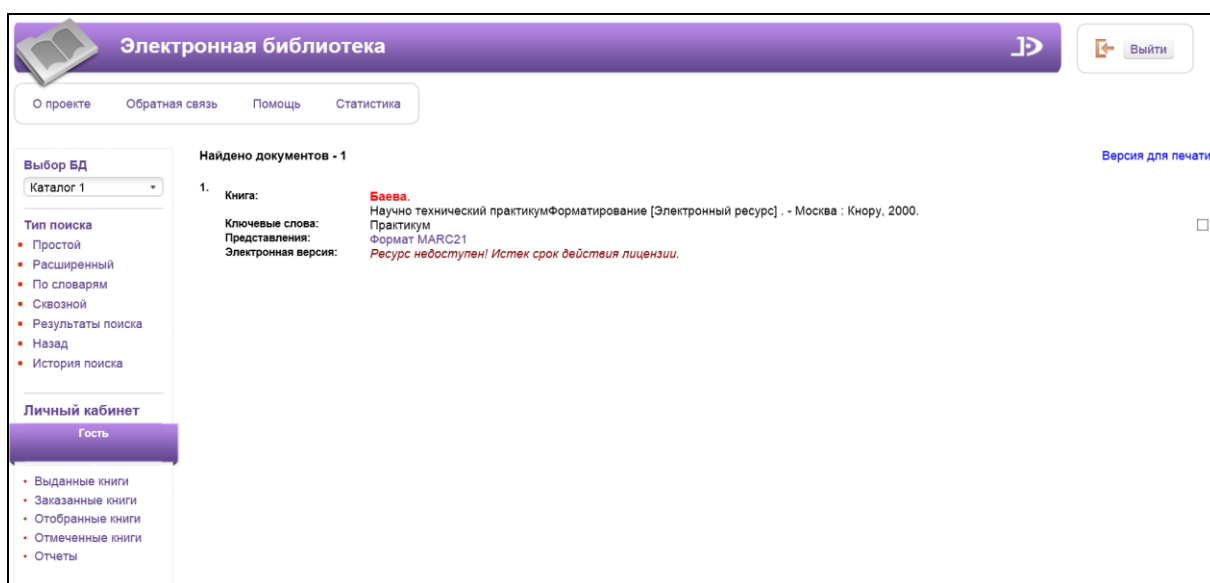 Электронная библиотека
Выйти
О проекте Обратная связь Помощь Статистика
Выбор БД
Каталог 1
Тип поиска
Простой
Расширенный
По словарям
Сквозной
Результаты поиска
Назад
История поиска
Личный кабинет
Гость
Выданные книги
Заказанные книги
Отобранные книги
Отмеченные книги
Отчеты
Найдено документов - 1
Версия для печати
1.
Книга: Баева.
Научно технический практикумФорматирование [Электронный ресурс] . - Москва : Кнору, 2000.
Ключевые слова: Практикум
Представления: Формат MARC21
Электронная версия: Ресурс недоступен! Истек срок действия лицензии.